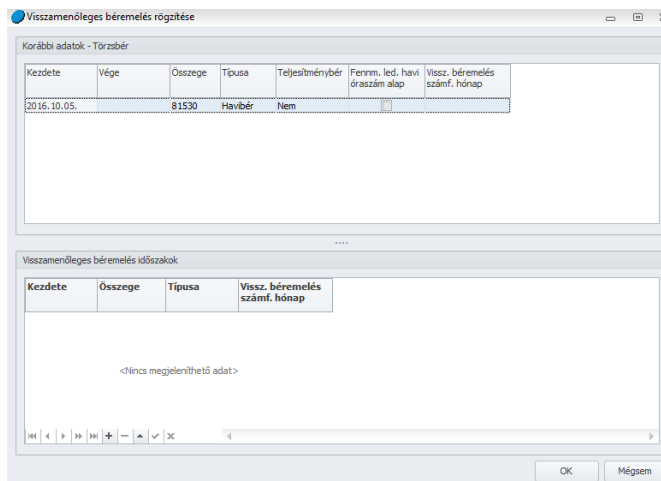 Visszamenőleges béremelés rögzítése
Korábbi adatok - Törzsbér
Kezdete Vége Összege Típusa Teljesítménybér Fennm. led. havi Vissz. béremelés
óraszám alap számf. hónap
2016.10.05. 81530 Havibér Nem
Visszamenőleges béremelés időszakok
Kezdete Összege Típusa Vissz. béremelés
számf. hónap
<Nincs megjeleníthető adat>
OK Mégsem